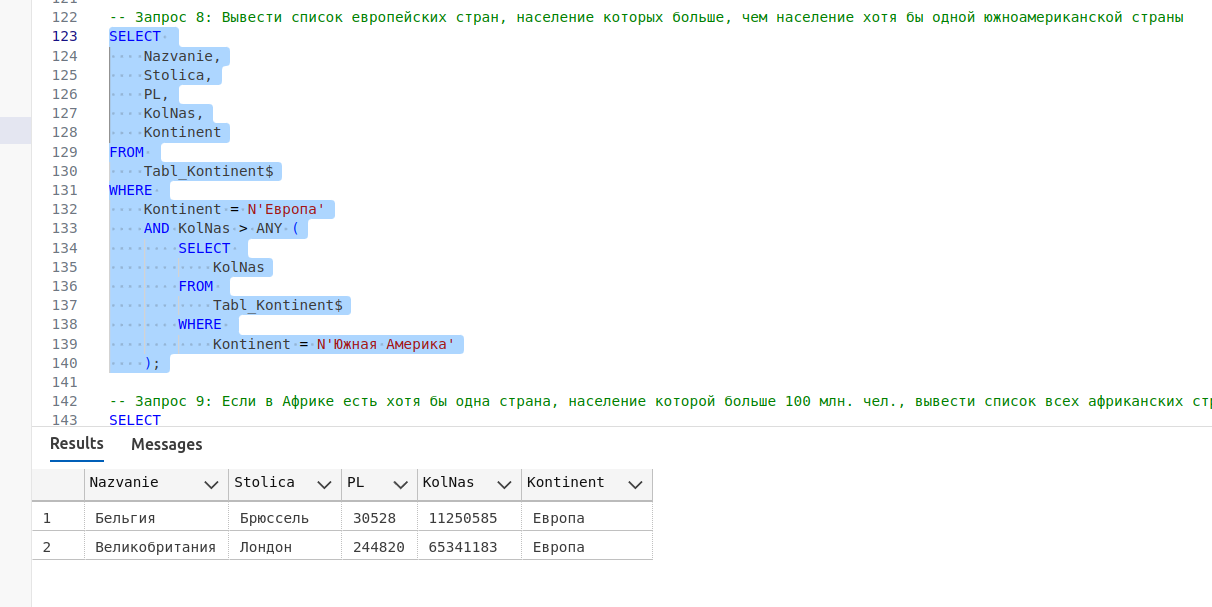 122 -- Запрос 8: Вывести список европейских стран, население которых больше, чем население хотя бы одной южноамериканской страны
123 SELECT
124 Nazvanie,
125 Stolica,
126 PL,
127 KolNas,
128 Kontinent
129 FROM
130 Tabl_Kontinent$
131 WHERE
132 Kontinent = N'Европа'
133 AND KolNas > ANY (
134 SELECT
135 KolNas
136 FROM
137 Tabl_Kontinent$
138 WHERE
139 Kontinent = N'Южная Америка'
140 );
141
142 -- Запрос 9: Если в Африке есть хотя бы одна страна, население которой больше 100 млн. чел., вывести список всех африканских
143 SELECT
Results Messages
Nazvanie Stolica PL KolNas Kontinent
1 Бельгия Брюссель 30528 11250585 Европа
2 Великобритания Лондон 244820 65341183 Европа